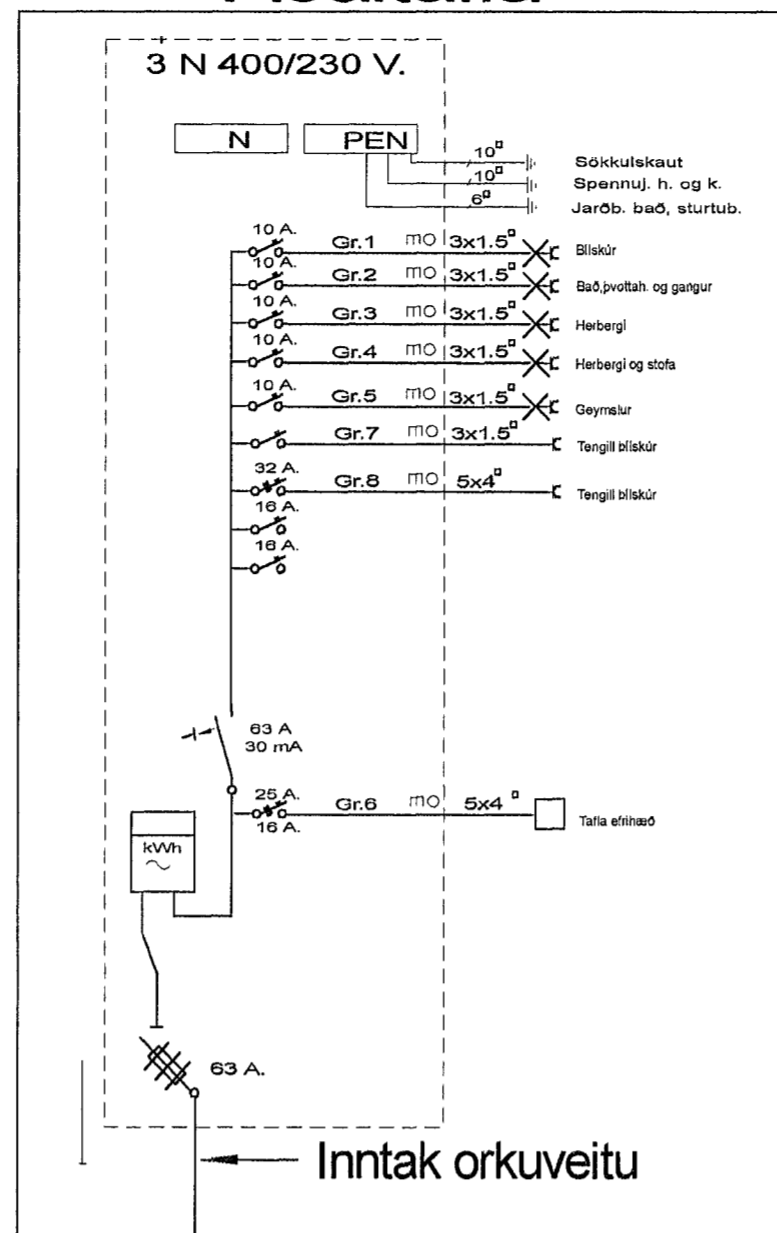 3 N 400/230 V.
N PEN
10¤ Sökkulskaut
10¤ Spennuj. h. og k.
6¤ Jarðb. bað, sturtub.
10 A. Gr.1 mo 3x1.5¤ Bílskúr
10 A. Gr.2 mo 3x1.5¤ Bað,þvottah. og gangur
10 A. Gr.3 mo 3x1.5¤ Herbergi
10 A. Gr.4 mo 3x1.5¤ Herbergi og stofa
10 A. Gr.5 mo 3x1.5¤ Geymslur
Gr.7 mo 3x1.5¤ Tengill bílskúr
32 A. Gr.8 mo 5x4¤ Tengill bílskúr
16 A.
16 A.
63 A
30 mA
25 A. Gr.6 mo 5x4¤ Tafla efrihæð
16 A.
kWh
63 A.
Inntak orkuveitu